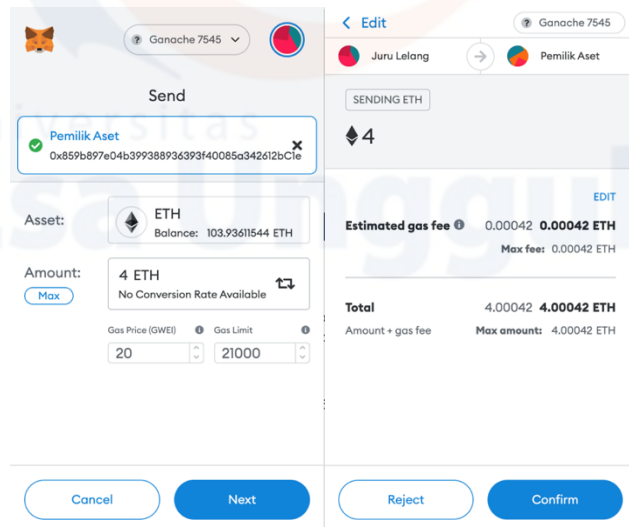 Ganache 7545
Send
Pemilik Aset
0x859b897e04b399388936393f40085a342612bC1e
Asset:
ETH
Balance: 103.93611544 ETH
Amount:
Max
4 ETH
No Conversion Rate Available
Gas Price (GWEI)
Gas Limit
20
21000
Cancel
Next
Edit
Ganache 7545
Juru Lelang
Pemilik Aset
SENDING ETH
4
EDIT
Estimated gas fee 0.00042 0.00042 ETH
Max fee: 0.00042 ETH
Total 4.00042 4.00042 ETH
Amount + gas fee Max amount: 4.00042 ETH
Reject
Confirm